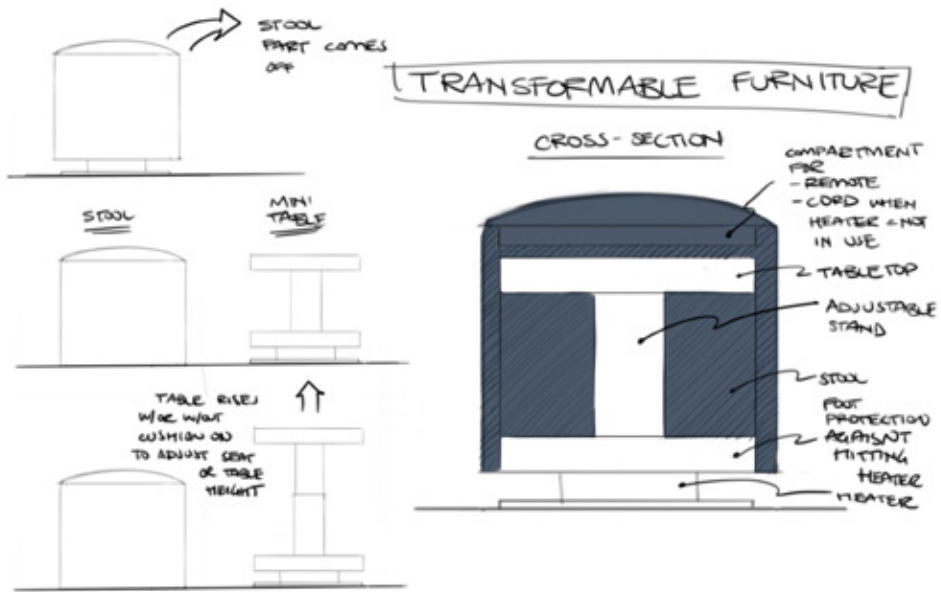 STOOL
PART COMES
OFF
TRANSFORMABLE FURNITURE
CROSS-SECTION
COMPARTMENT
FOR
- REMOTE
- CORD WHEN
HEATER NOT
IN USE
TABLETOP
ADJUSTABLE
STAND
STOOL
FOOT
PROTECTION
AGAISNT
HITTING
HEATER
HEATER
STOOL
MINI
TABLE
TABLE RISES
W/OR W/OUT
CUSHION ON
TO ADJUST SEAT
OR TABLE
HEIGHT